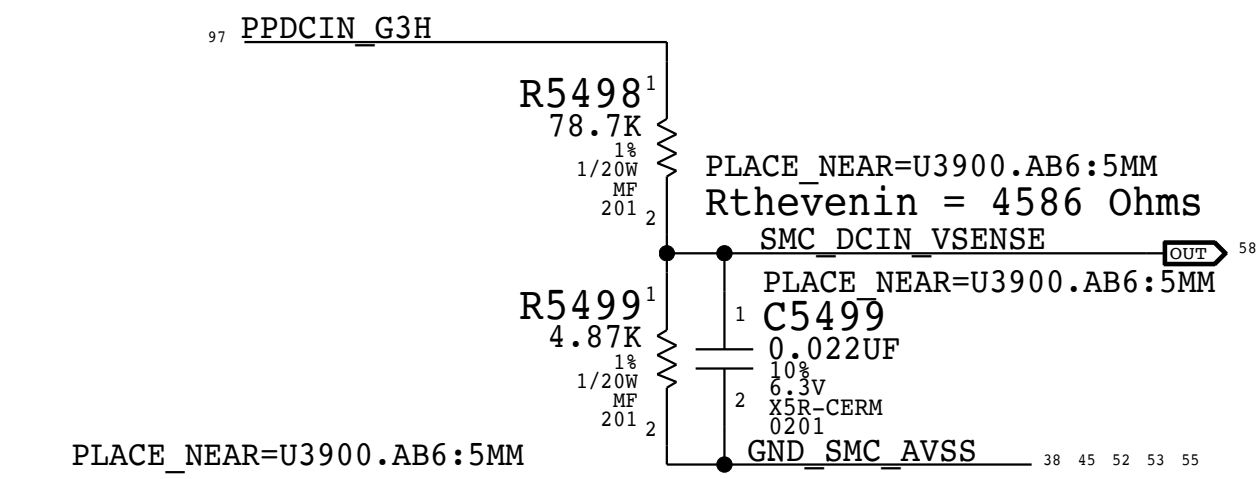 97 PPDCIN_G3H
R5498 1
78.7K
1%
1/20W
MF
201 2
PLACE_NEAR=U3900.AB6:5MM
Rthevenin = 4586 Ohms
SMC_DCIN_VSENSE
OUT 58
PLACE_NEAR=U3900.AB6:5MM
R5499 1
4.87K
1%
1/20W
MF
201 2
1 C5499
0.022UF
10%
6.3V
2 X5R-CERM
0201
GND_SMC_AVSS 38 45 52 53 55
PLACE_NEAR=U3900.AB6:5MM